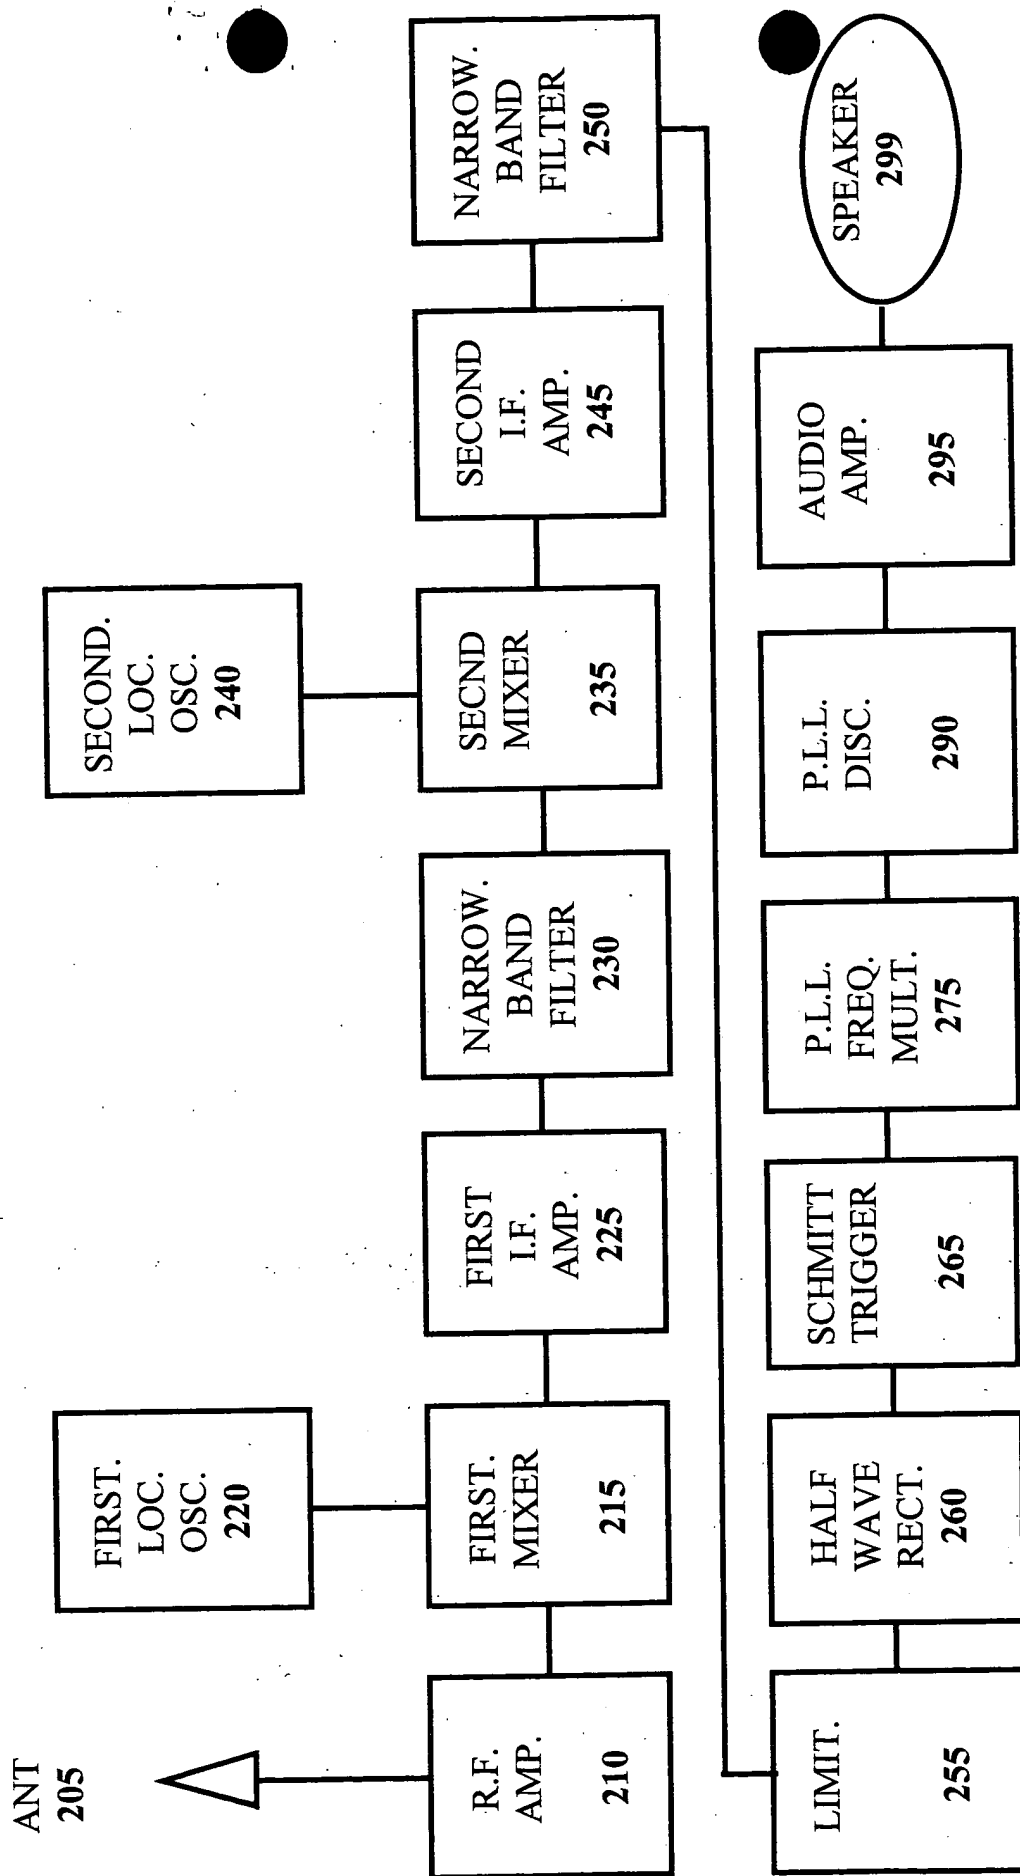 ANT
205
FIRST.
LOC.
OSC.
220
SECOND.
LOC.
OSC.
240
R.F.
AMP.
210
FIRST.
MIXER
215
FIRST
I.F.
AMP.
225
NARROW.
BAND
FILTER
230
SECND
MIXER
235
SECOND
I.F.
AMP.
245
NARROW.
BAND
FILTER
250
LIMIT.
255
HALF
WAVE
RECT.
260
SCHMITT
TRIGGER
265
P.L.L.
FREQ.
MULT.
275
P.L.L.
DISC.
290
AUDIO
AMP.
295
SPEAKER
299